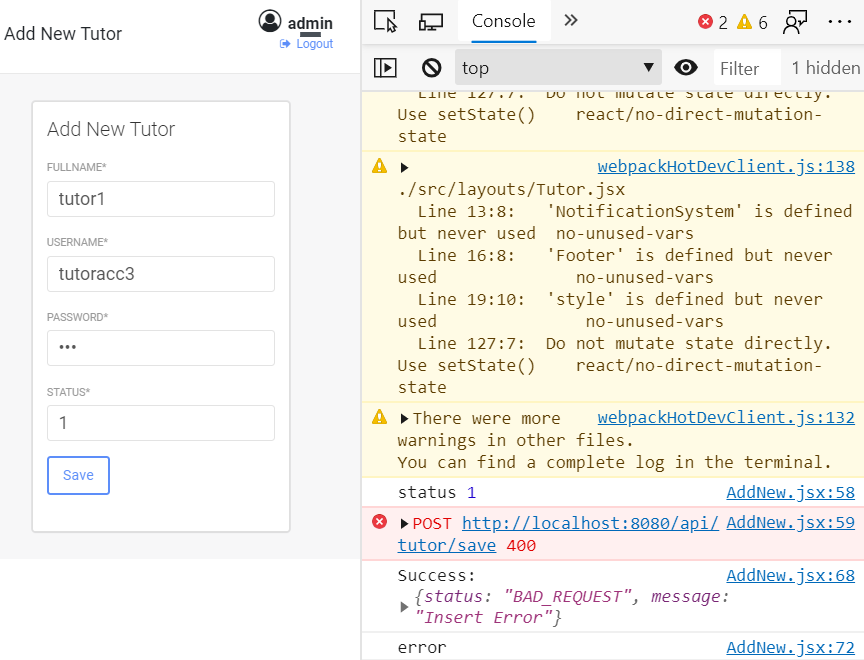 Add New Tutor
admin
Logout
Add New Tutor
FULLNAME*
tutor1
USERNAME*
tutoracc3
PASSWORD*
•••
STATUS*
1
Save
Console
2
6
top
Filter
1 hidden
Line 127:7:  Do not mutate state directly.
Use setState()    react/no-direct-mutation-
state
webpackHotDevClient.js:138
./src/layouts/Tutor.jsx
Line 13:8:   'NotificationSystem' is defined
but never used  no-unused-vars
Line 16:8:   'Footer' is defined but never
used              no-unused-vars
Line 19:10:  'style' is defined but never
used               no-unused-vars
Line 127:7:  Do not mutate state directly.
Use setState()    react/no-direct-mutation-
state
There were more webpackHotDevClient.js:132
warnings in other files.
You can find a complete log in the terminal.
status 1 AddNew.jsx:58
POST http://localhost:8080/api/ AddNew.jsx:59
tutor/save 400
Success: AddNew.jsx:68
{status: "BAD_REQUEST", message:
"Insert Error"}
error AddNew.jsx:72